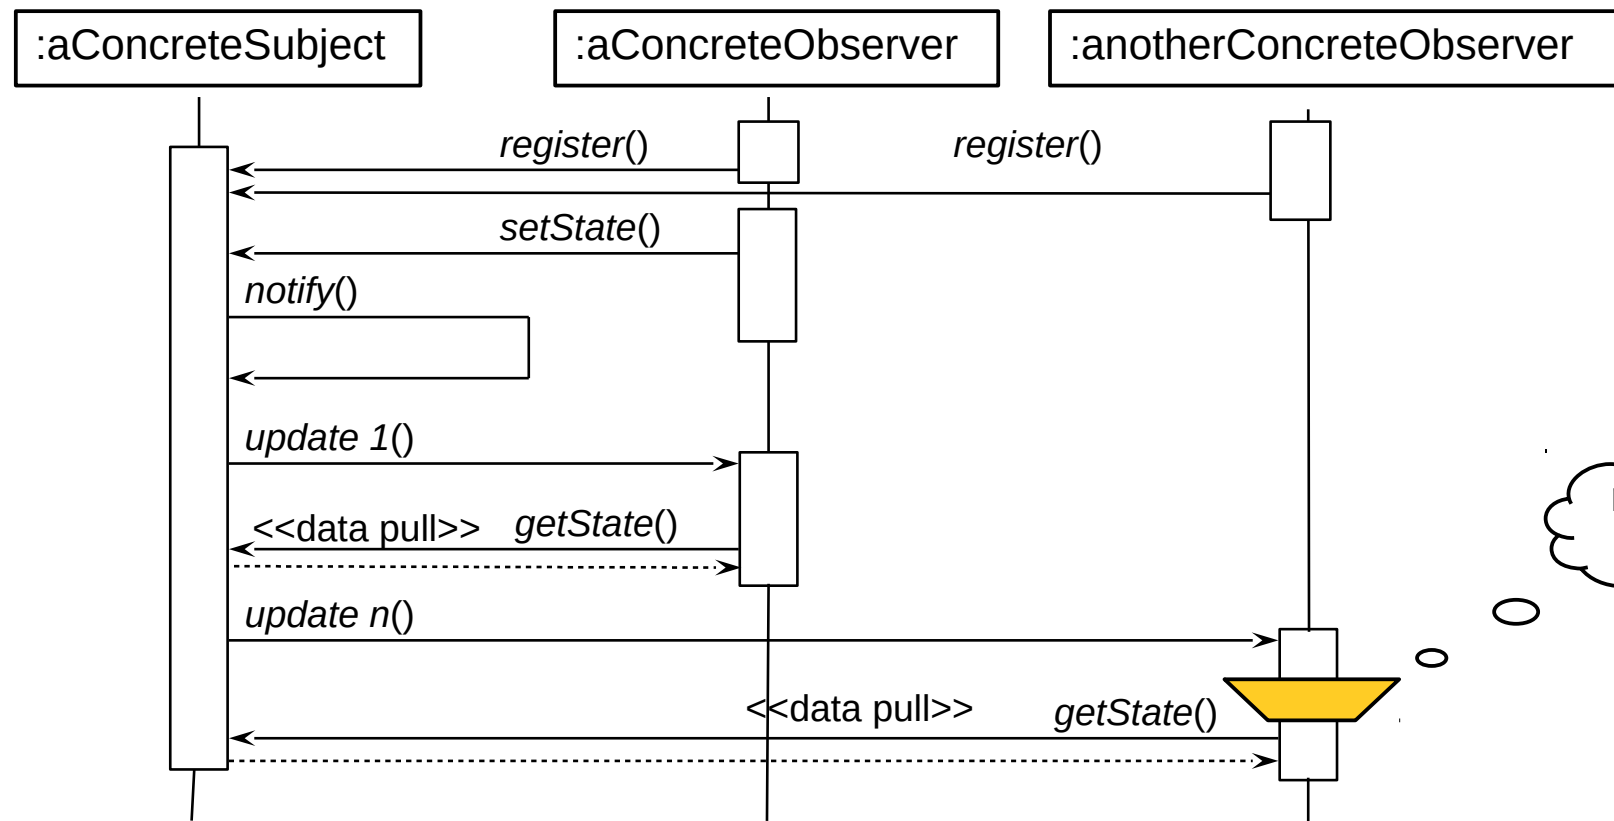 :aConcreteSubject
:aConcreteObserver
:anotherConcreteObserver
register()
register()
setState()
notify()
update 1()
<<data pull>>
getState()
update n()
<<data pull>>
getState()